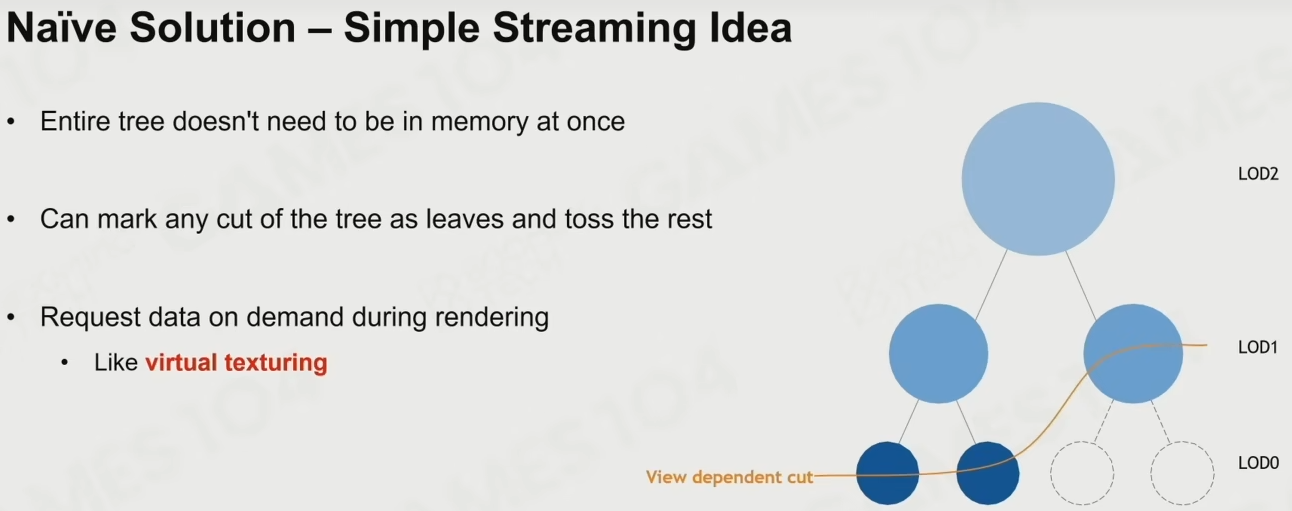 Naïve Solution – Simple Streaming Idea
• Entire tree doesn't need to be in memory at once
• Can mark any cut of the tree as leaves and toss the rest
• Request data on demand during rendering
• Like virtual texturing
LOD2
LOD1
LOD0
View dependent cut
GAMES 104